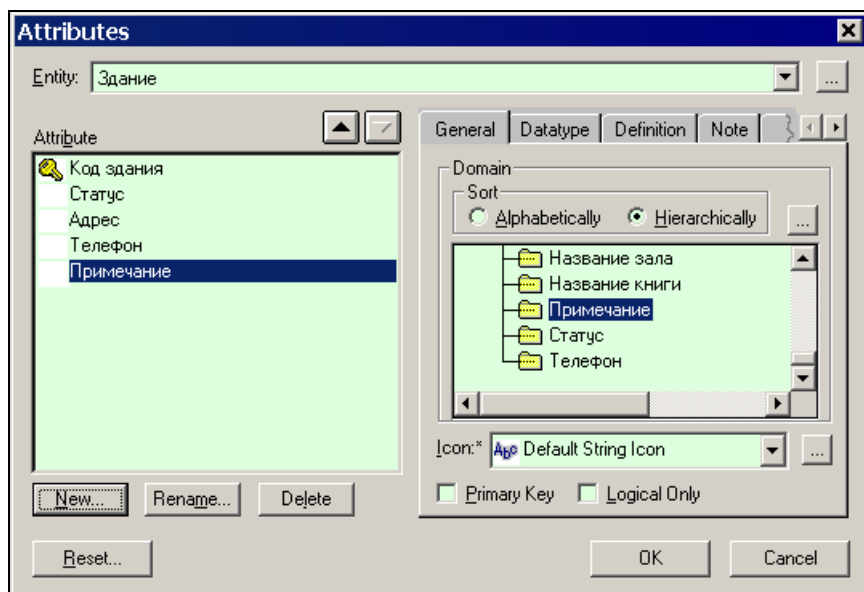 Attributes
Entity: Здание
...
Attribute
Код здания
Статус
Адрес
Телефон
Примечание
New...
Rename...
Delete
General Datatype Definition Note
Domain
Sort
Alphabetically Hierarchically
...
Название зала
Название книги
Примечание
Статус
Телефон
Icon:* Abc Default String Icon
...
Primary Key Logical Only
Reset...
OK
Cancel